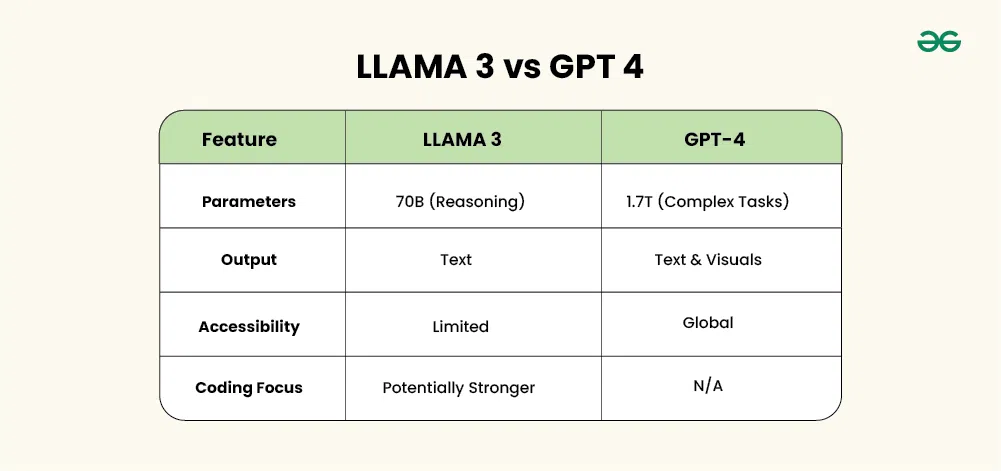 LLAMA 3 vs GPT 4
Feature LLAMA 3 GPT-4
Parameters 70B (Reasoning) 1.7T (Complex Tasks)
Output Text Text & Visuals
Accessibility Limited Global
Coding Focus Potentially Stronger N/A